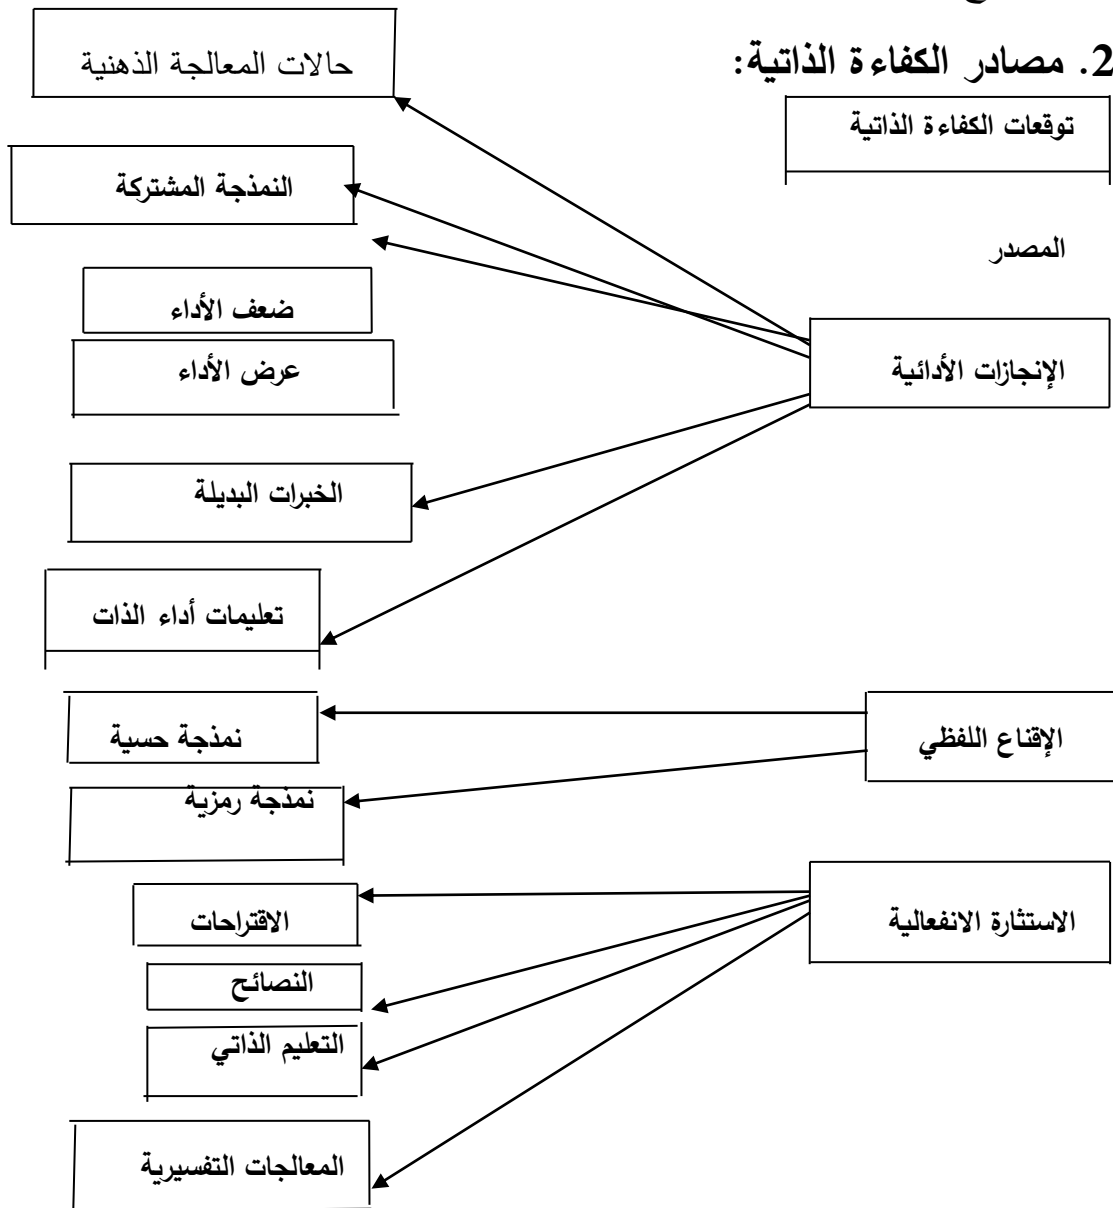 2. مصادر الكفاءة الذاتية:
توقعات الكفاءة الذاتية
المصدر
الإنجازات الأدائية
حالات المعالجة الذهنية
النمذجة المشتركة
ضعف الأداء
عرض الأداء
الخبرات البديلة
تعليمات أداء الذات
الإقناع اللفظي
نمذجة حسية
نمذجة رمزية
الاستثارة الانفعالية
الاقتراحات
النصائح
التعليم الذاتي
المعالجات التفسيرية